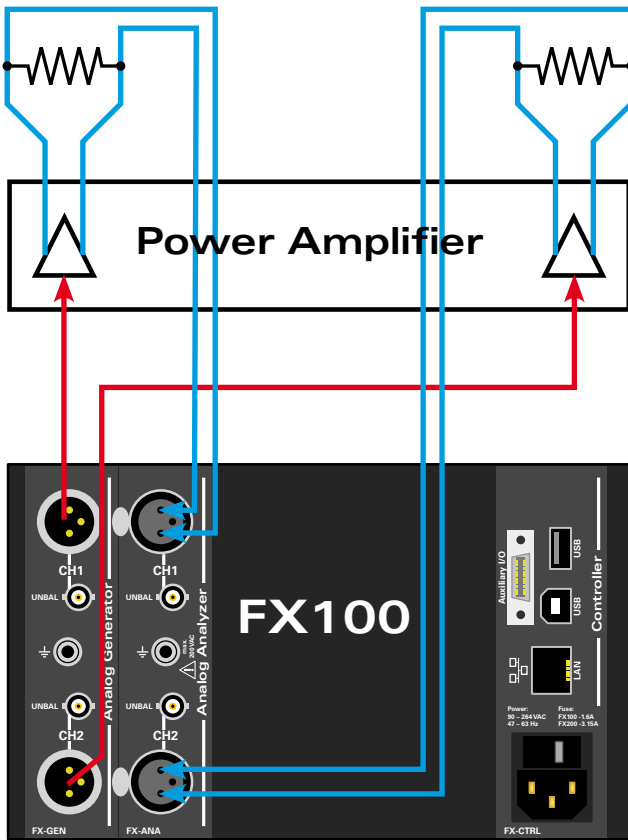 Power Amplifier
CH1
UNBAL
UNBAL
CH2
FX-GEN
Analog Generator
CH1
UNBAL
max.
200VAC
UNBAL
CH2
FX-ANA
Analog Analyzer
FX100
Auxiliary I/O
USB
USB
LAN
Controller
Power:
90 – 264 VAC
47 – 63 Hz
Fuse:
FX100 -1.6A
FX200 -3.15A
FX-CTRL